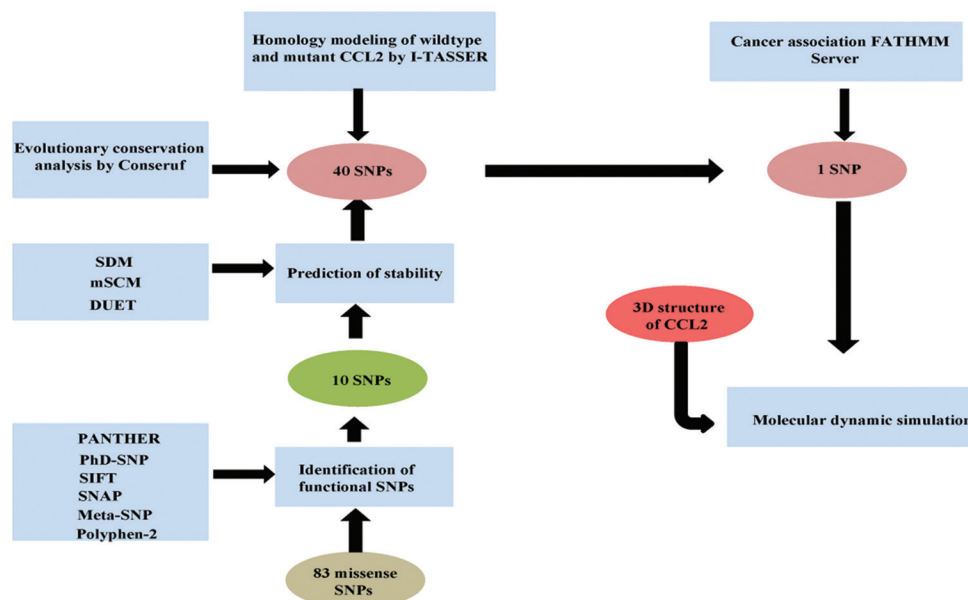 Homology modeling of wildtype
and mutant CCL2 by I-TASSER
Cancer association FATHMM
Server
Evolutionary conservation
analysis by Conseruf
40 SNPs
1 SNP
SDM
mSCM
DUET
Prediction of stability
3D structure
of CCL2
10 SNPs
Molecular dynamic simulation
PANTHER
PhD-SNP
SIFT
SNAP
Meta-SNP
Polyphen-2
Identification of
functional SNPs
83 missense
SNPs